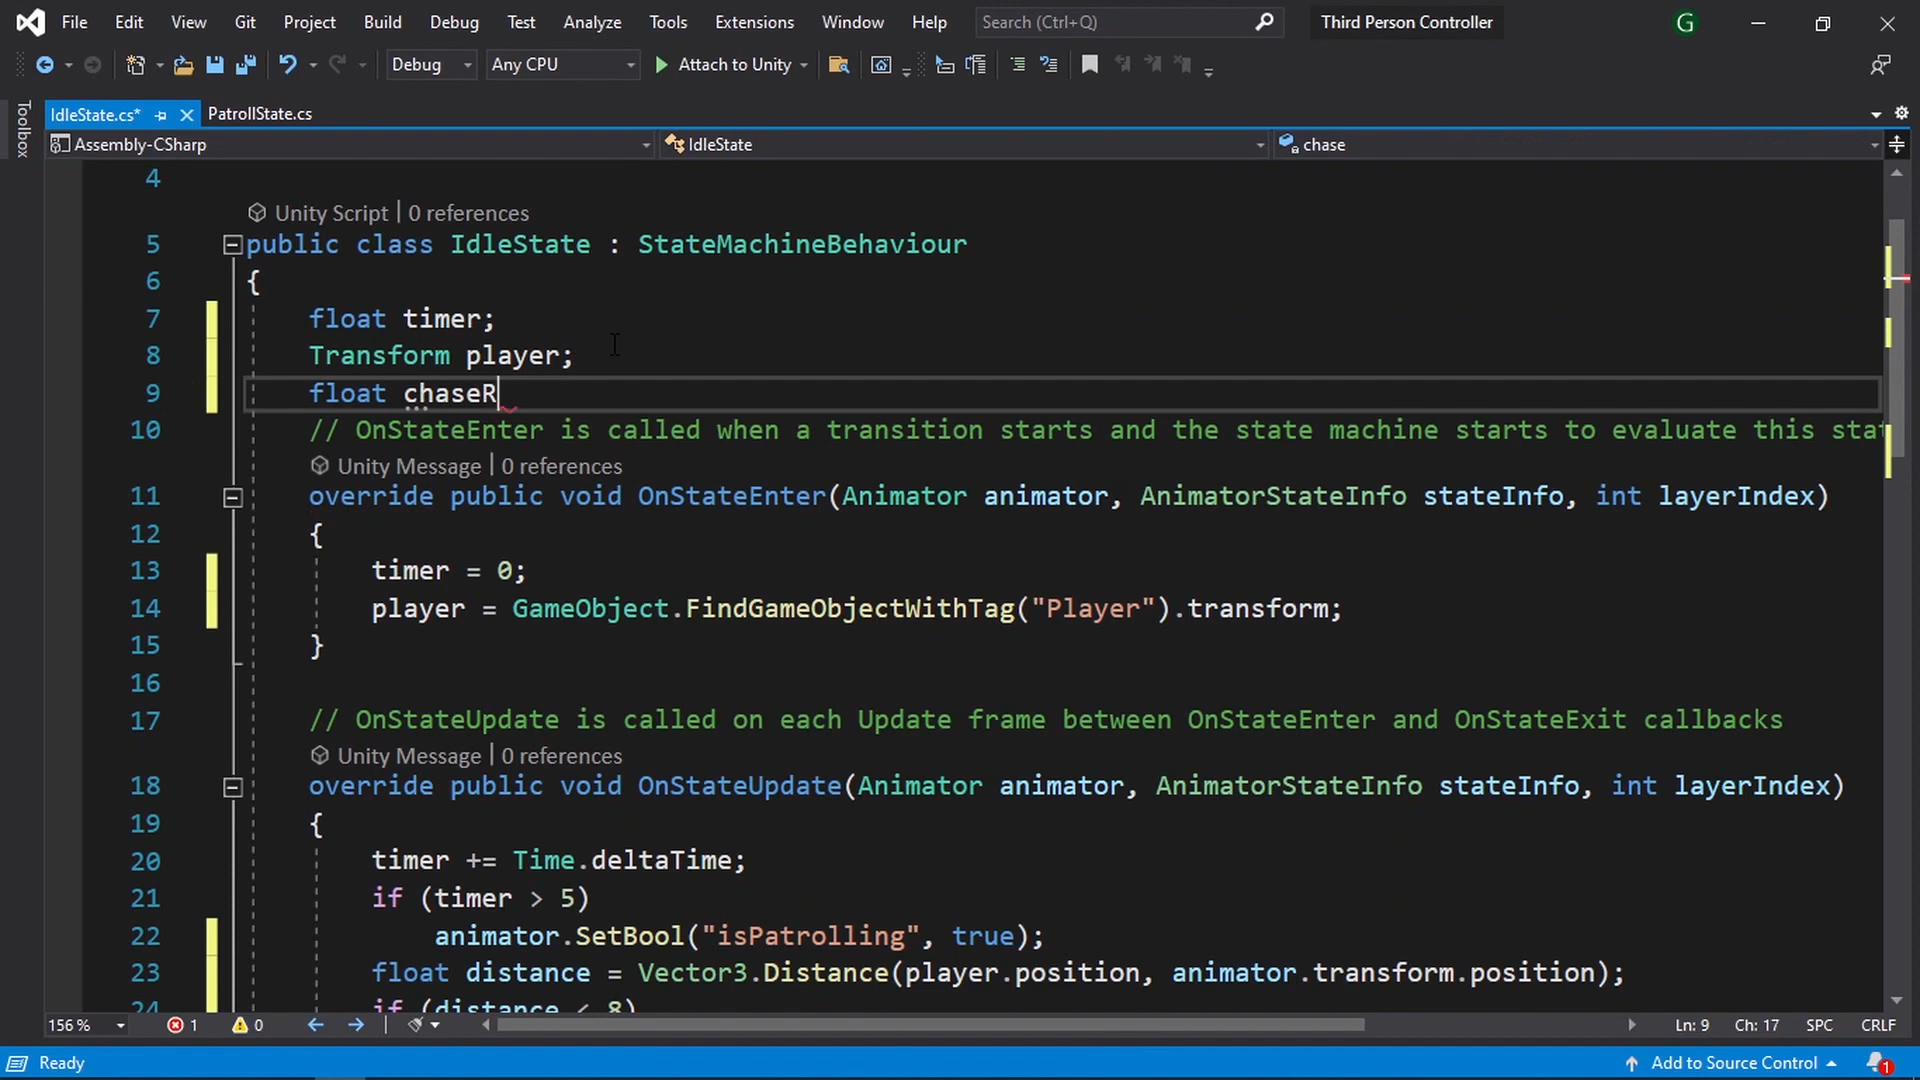 File Edit View Git Project Build Debug Test Analyze Tools Extensions Window Help Search (Ctrl+Q) Third Person Controller G
Debug Any CPU Attach to Unity
Toolbox
IdleState.cs* PatrollState.cs
Assembly-CSharp IdleState chase
4
Unity Script | 0 references
5 public class IdleState : StateMachineBehaviour
6 {
7 float timer;
8 Transform player;
9 float chaseR
10 // OnStateEnter is called when a transition starts and the state machine starts to evaluate this stat
Unity Message | 0 references
11 override public void OnStateEnter(Animator animator, AnimatorStateInfo stateInfo, int layerIndex)
12 {
13 timer = 0;
14 player = GameObject.FindGameObjectWithTag("Player").transform;
15 }
16
17 // OnStateUpdate is called on each Update frame between OnStateEnter and OnStateExit callbacks
Unity Message | 0 references
18 override public void OnStateUpdate(Animator animator, AnimatorStateInfo stateInfo, int layerIndex)
19 {
20 timer += Time.deltaTime;
21 if (timer > 5)
22 animator.SetBool("isPatrolling", true);
23 float distance = Vector3.Distance(player.position, animator.transform.position);
24 if (distance < 8)
156 % 1 0 Ln: 9 Ch: 17 SPC CRLF
Ready Add to Source Control 1